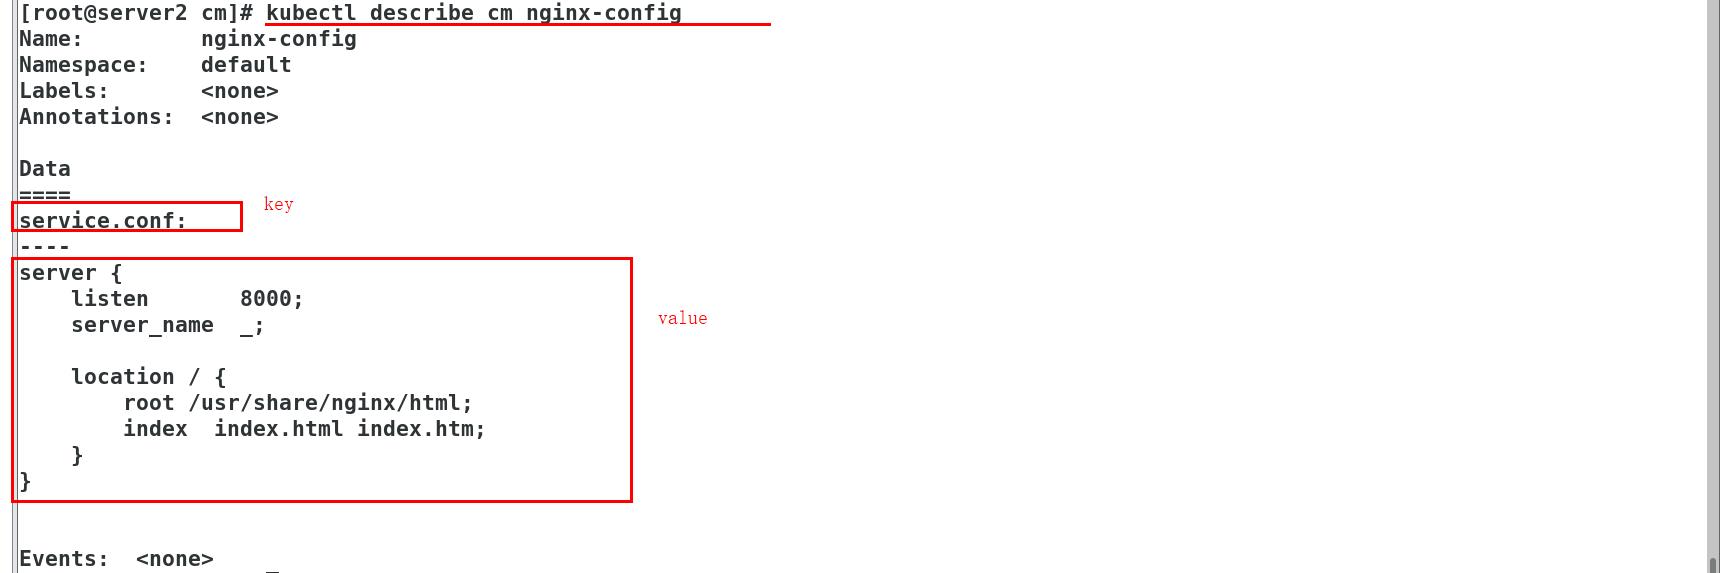 [root@server2 cm]# kubectl describe cm nginx-config
Name:         nginx-config
Namespace:    default
Labels:       <none>
Annotations:  <none>

Data
====
service.conf:
key
----
server {
    listen       8000;
    server_name  _;
value

    location / {
        root /usr/share/nginx/html;
        index  index.html index.htm;
    }
}


Events:  <none>